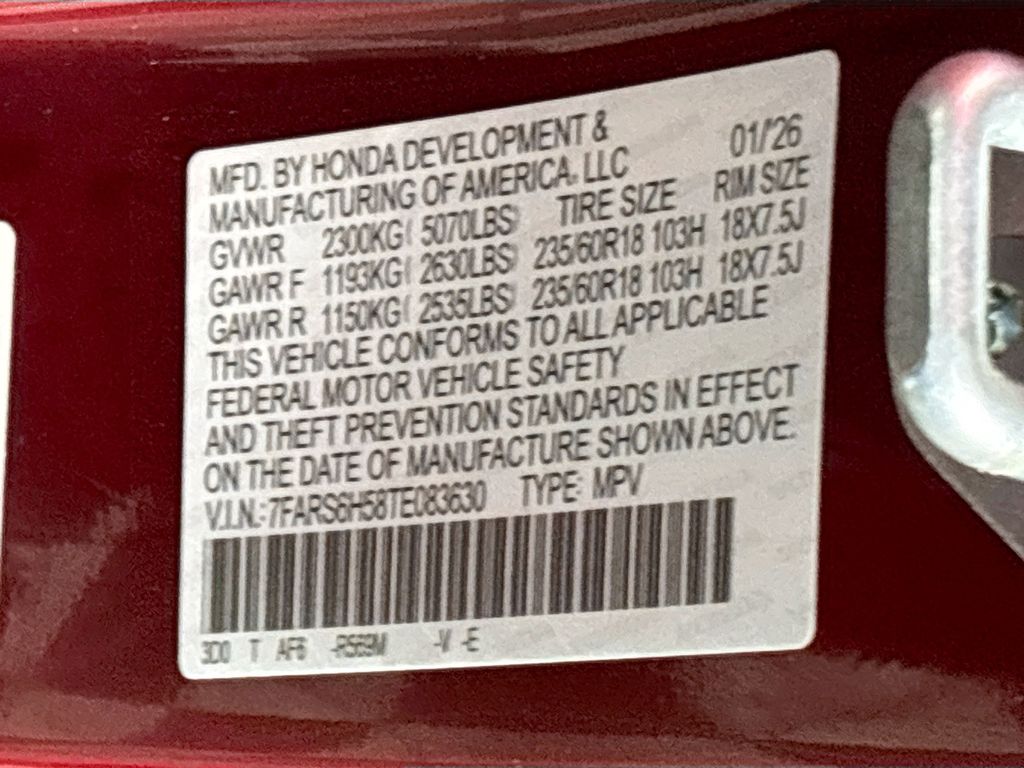 MFD. BY HONDA DEVELOPMENT &
MANUFACTURING OF AMERICA, LLC 01/'26
GVWR 2300KG( 5070LBS) TIRE SIZE RIM SIZE
GAWR F 1193KG( 2630LBS) 235/60R18 103H 18X7.5J
GAWR R 1150KG( 2535LBS) 235/60R18 103H 18X7.5J
THIS VEHICLE CONFORMS TO ALL APPLICABLE
FEDERAL MOTOR VEHICLE SAFETY
AND THEFT PREVENTION STANDARDS IN EFFECT
ON THE DATE OF MANUFACTURE SHOWN ABOVE.
V.I.N.:7FARS6H58TE083630 TYPE: MPV
3D0 T AF6 -R569M -V -E